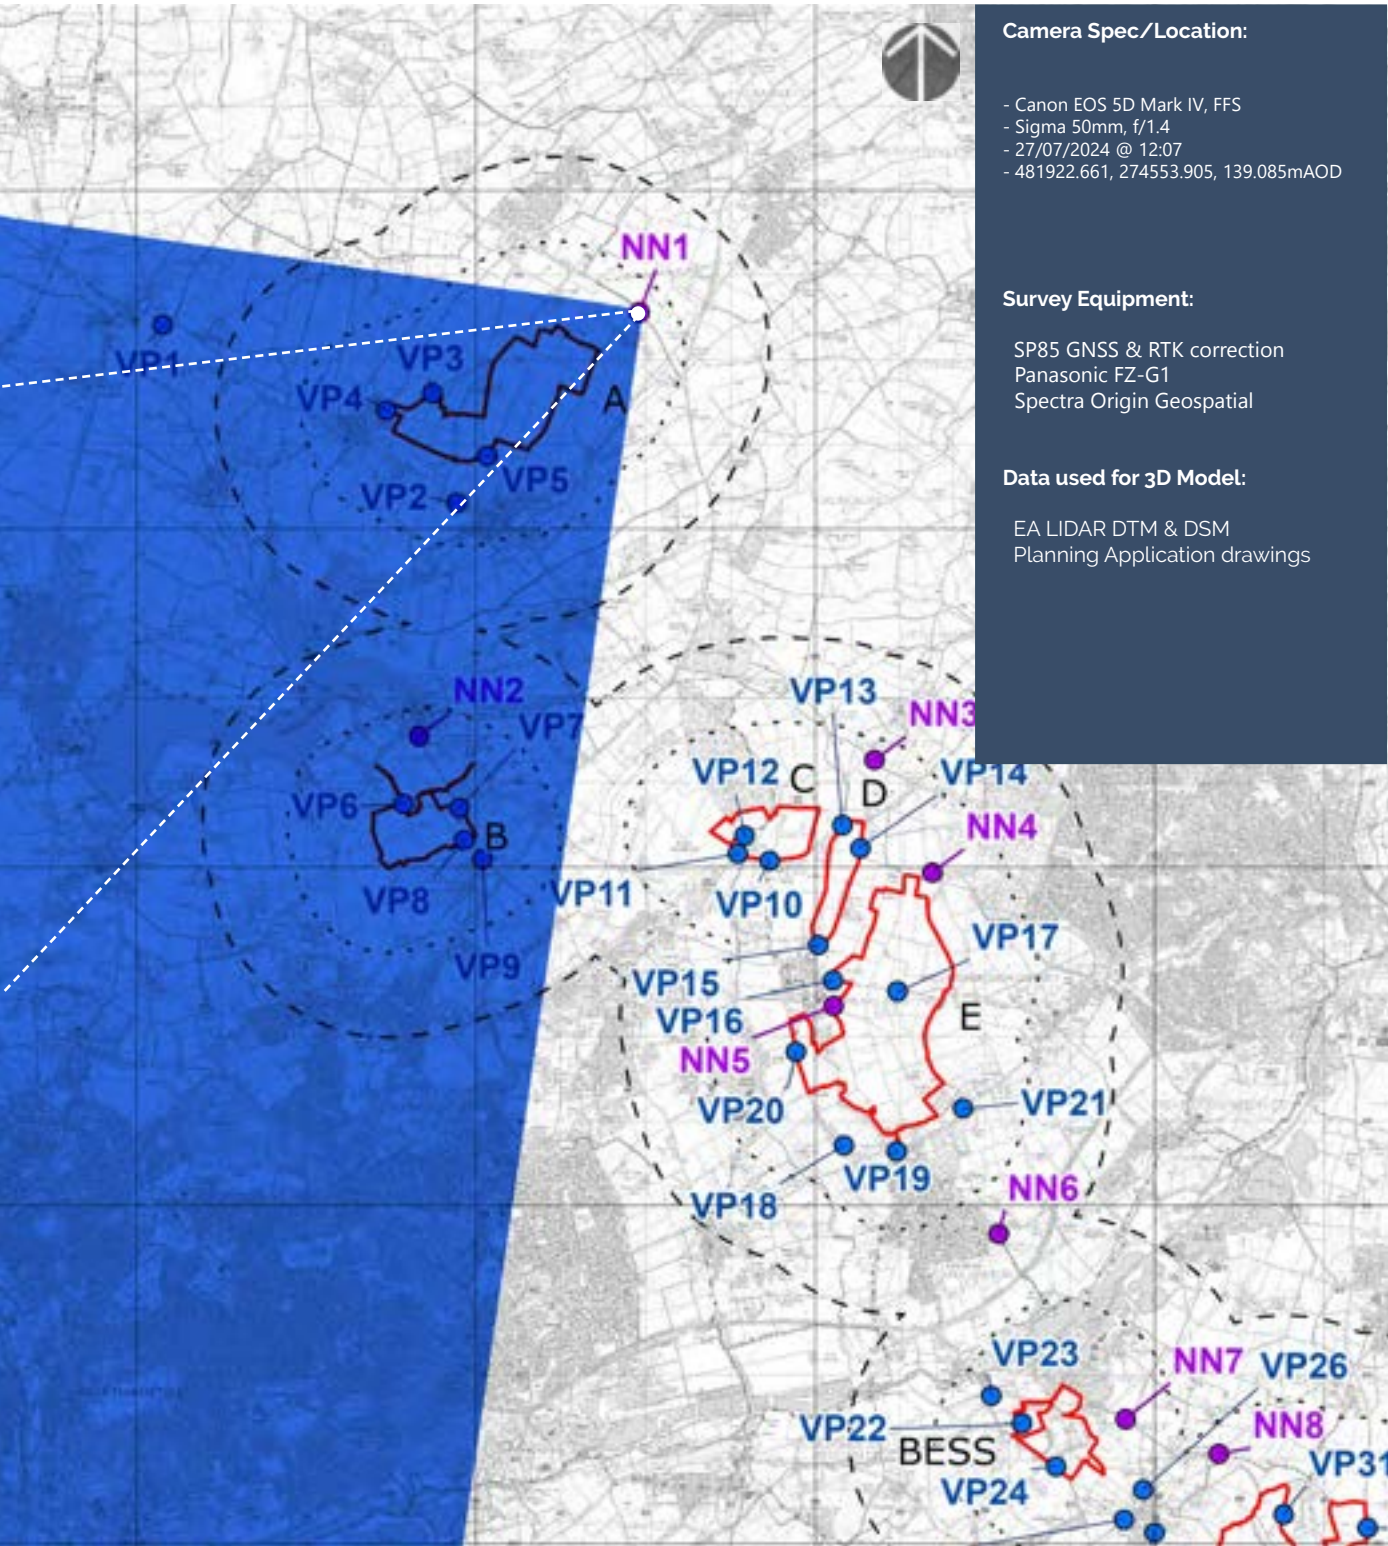 Camera Spec/Location:
- Canon EOS 5D Mark IV, FFS
- Sigma 50mm, f/1.4
- 27/07/2024 @ 12:07
- 481922.661, 274553.905, 139.085mAOD
Survey Equipment:
SP85 GNSS & RTK correction
Panasonic FZ-G1
Spectra Origin Geospatial
Data used for 3D Model:
EA LIDAR DTM & DSM
Planning Application drawings
NN1
VP1
VP3
VP4
A
VP5
VP2
NN2
VP7
VP6
B
VP8
VP9
VP13
NN3
VP12
C
D
VP14
NN4
VP11
VP10
VP17
VP15
VP16
E
NN5
VP20
VP21
VP19
VP18
NN6
VP23
NN7
VP26
VP22
BESS
NN8
VP24
VP31